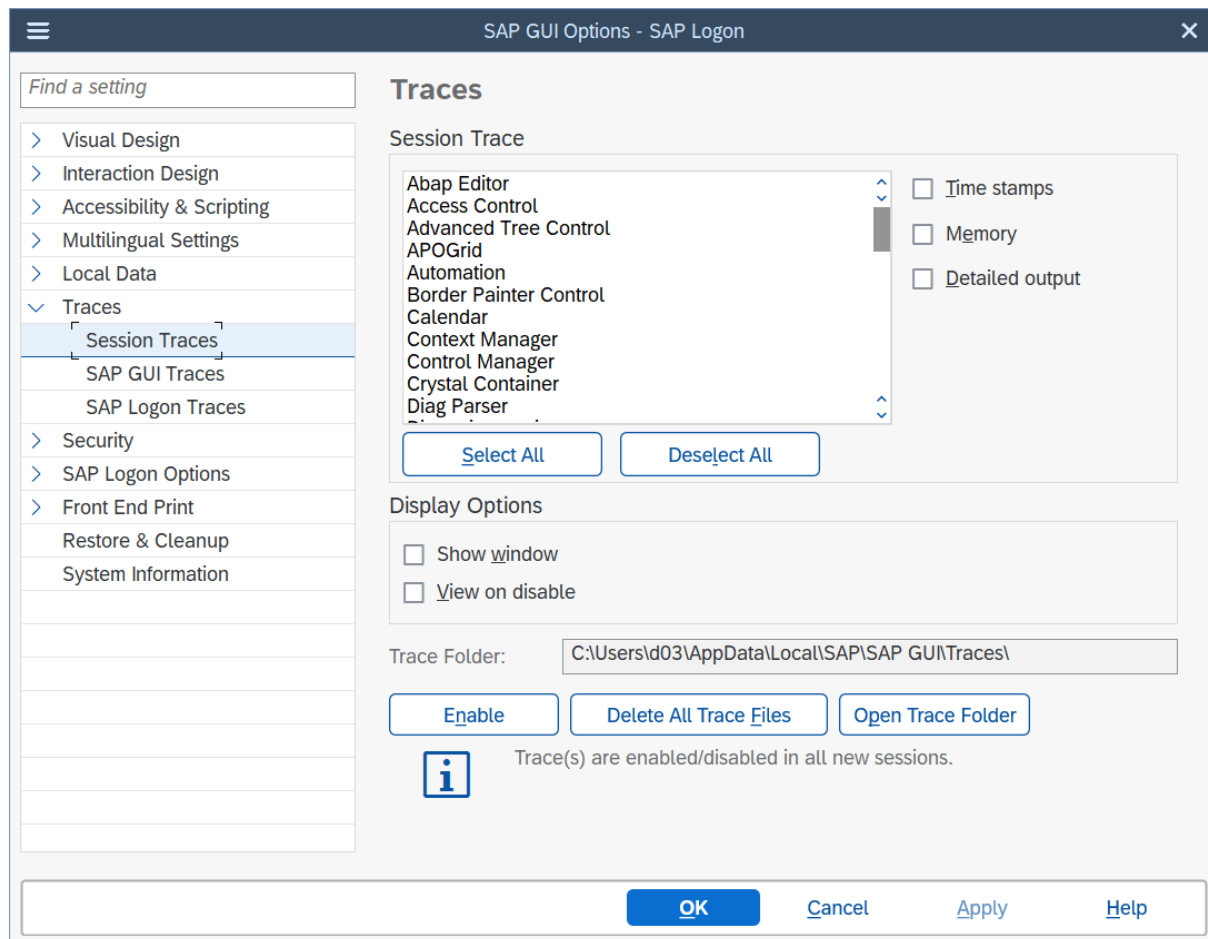 SAP GUI Options - SAP Logon
Find a setting
Visual Design
Interaction Design
Accessibility & Scripting
Multilingual Settings
Local Data
Traces
Session Traces
SAP GUI Traces
SAP Logon Traces
Security
SAP Logon Options
Front End Print
Restore & Cleanup
System Information
Traces
Session Trace
Abap Editor
Access Control
Advanced Tree Control
APOGrid
Automation
Border Painter Control
Calendar
Context Manager
Control Manager
Crystal Container
Diag Parser
Time stamps
Memory
Detailed output
Select All
Deselect All
Display Options
Show window
View on disable
Trace Folder:
C:\Users\d03\AppData\Local\SAP\SAP GUI\Traces\
Enable
Delete All Trace Files
Open Trace Folder
Trace(s) are enabled/disabled in all new sessions.
OK
Cancel
Apply
Help